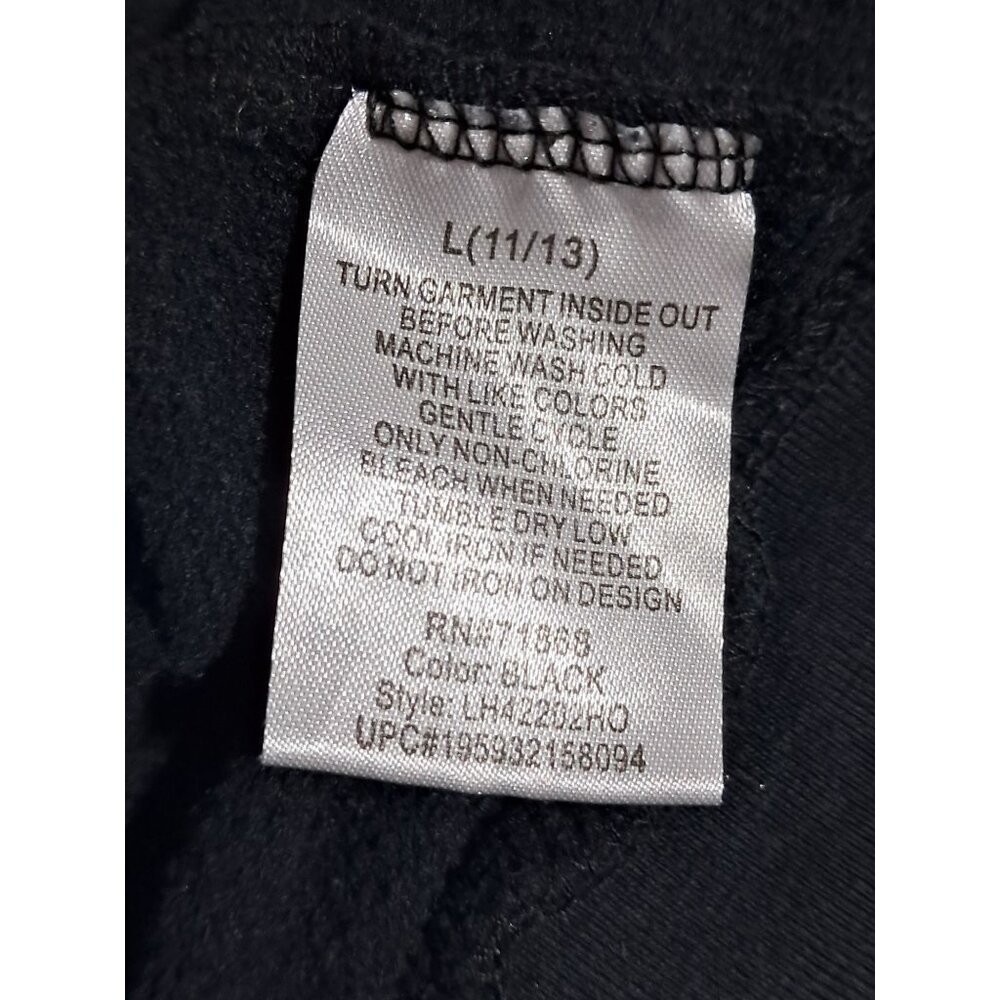 L(11/13)
TURN GARMENT INSIDE OUT
BEFORE WASHING
MACHINE WASH COLD
WITH LIKE COLORS
GENTLE CYCLE
ONLY NON-CHLORINE
BLEACH WHEN NEEDED
TUMBLE DRY LOW
COOL IRON IF NEEDED
DO NOT IRON ON DESIGN
RN#71868
Color: BLACK
Style: LH42282HO
UPC#195932158094